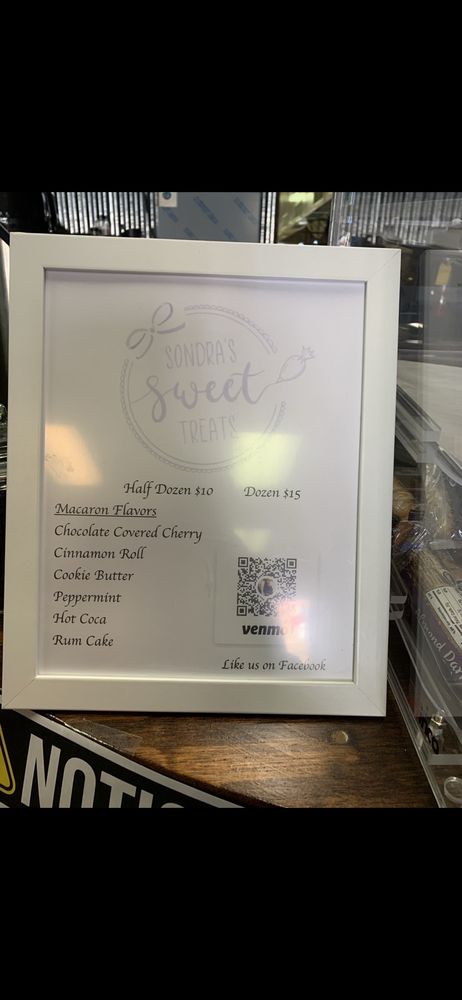 SONDRA'S
sweet
TREATS
Half Dozen $10 Dozen $15
Macaron Flavors
Chocolate Covered Cherry
Cinnamon Roll
Cookie Butter
Peppermint
Hot Coca
Rum Cake
venmo
Like us on Facebook
NOTI